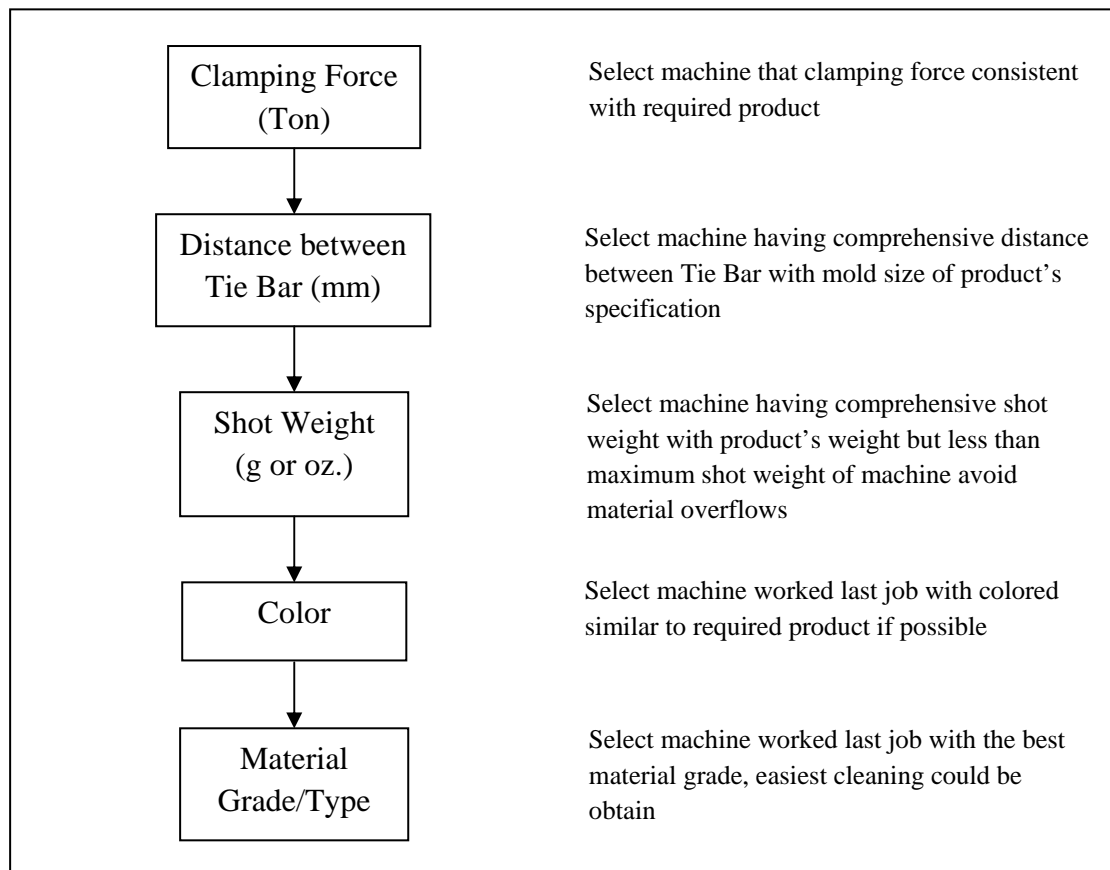 Clamping Force
(Ton)
Select machine that clamping force consistent
with required product
Distance between
Tie Bar (mm)
Select machine having comprehensive distance
between Tie Bar with mold size of product’s
specification
Shot Weight
(g or oz.)
Select machine having comprehensive shot
weight with product’s weight but less than
maximum shot weight of machine avoid
material overflows
Color
Select machine worked last job with colored
similar to required product if possible
Material
Grade/Type
Select machine worked last job with the best
material grade, easiest cleaning could be
obtain